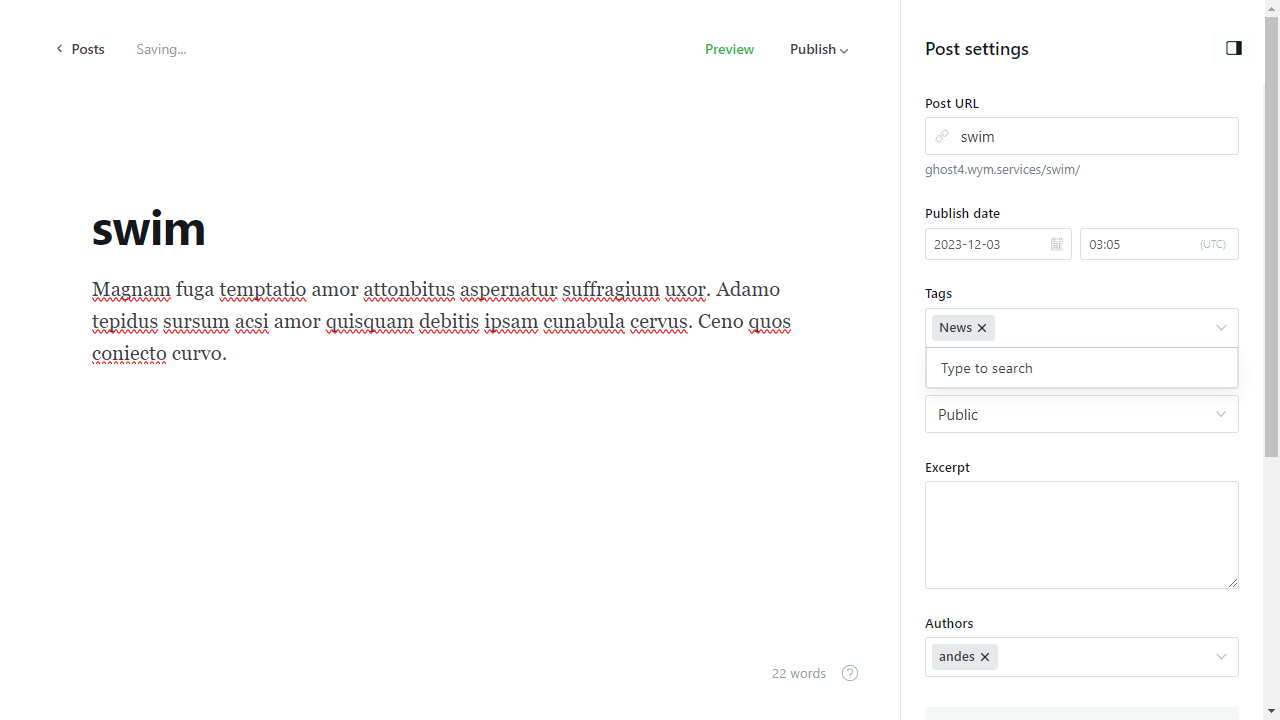 Posts
Saving...
Preview
Publish
Post settings
Post URL
swim
ghost4.wym.services/swim/
Publish date
2023-12-03
03:05
(UTC)
swim
Magnam fuga temptatio amor attonbitus aspernatur suffragium uxor. Adamo
tepidus sursum acsi amor quisquam debitis ipsam cunabula cervus. Ceno quos
coniecto curvo.
Tags
News
Type to search
Public
Excerpt
Authors
andes
22 words
?